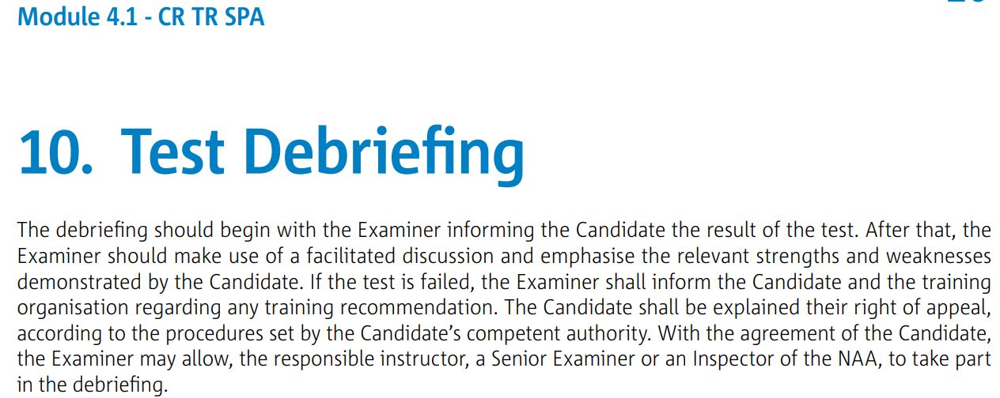 Module 4.1 - CR TR SPA
10. Test Debriefing
The debriefing should begin with the Examiner informing the Candidate the result of the test. After that, the
Examiner should make use of a facilitated discussion and emphasise the relevant strengths and weaknesses
demonstrated by the Candidate. If the test is failed, the Examiner shall inform the Candidate and the training
organisation regarding any training recommendation. The Candidate shall be explained their right of appeal,
according to the procedures set by the Candidate’s competent authority. With the agreement of the Candidate,
the Examiner may allow, the responsible instructor, a Senior Examiner or an Inspector of the NAA, to take part
in the debriefing.